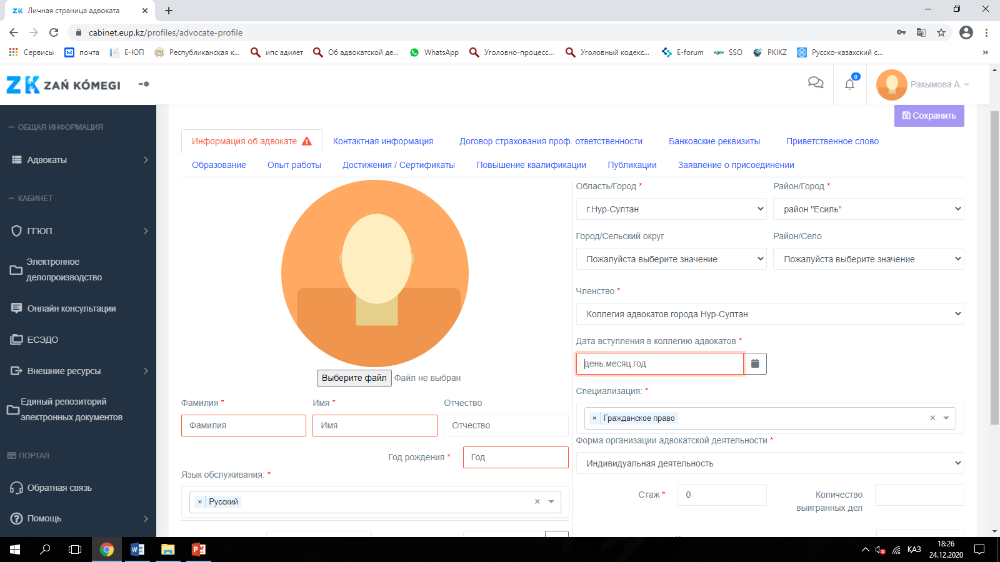 ZK Личная страница адвоката
cabinet.eup.kz/profiles/advocate-profile
Сервисы почта Е-ЮП Республиканская к... ипс адилет Об адвокатской де... WhatsApp Уголовно-процесс... Уголовный кодекс... E-forum egov SSO PKIKZ Русско-казахский с... »
ZK ZAŃ KÓMEGI
0
Ракымова А.
Сохранить
ОБЩАЯ ИНФОРМАЦИЯ
Адвокаты
КАБИНЕТ
ГГЮП
Электронное
делопроизводство
Онлайн консультации
ЕСЭДО
Внешние ресурсы
Единый репозиторий
электронных документов
ПОРТАЛ
Обратная связь
Помощь
Информация об адвокате Контактная информация Договор страхования проф. ответственности Банковские реквизиты Приветственное слово
Образование Опыт работы Достижения / Сертификаты Повышение квалификации Публикации Заявление о присоединении
Выберите файл Файл не выбран
Фамилия * Имя * Отчество
Фамилия Имя Отчество
Год рождения * Год
Язык обслуживания: *
× Русский ×
Область/Город * Район/Город *
г.Нур-Султан район "Есиль"
Город/Сельский округ Район/Село
Пожалуйста выберите значение Пожалуйста выберите значение
Членство *
Коллегия адвокатов города Нур-Султан
Дата вступления в коллегию адвокатов *
день.месяц.год
Специализация: *
× Гражданское право ×
Форма организации адвокатской деятельности *
Индивидуальная деятельность
Стаж * 0 Количество
выигранных дел
ҚАЗ
18:26
24.12.2020